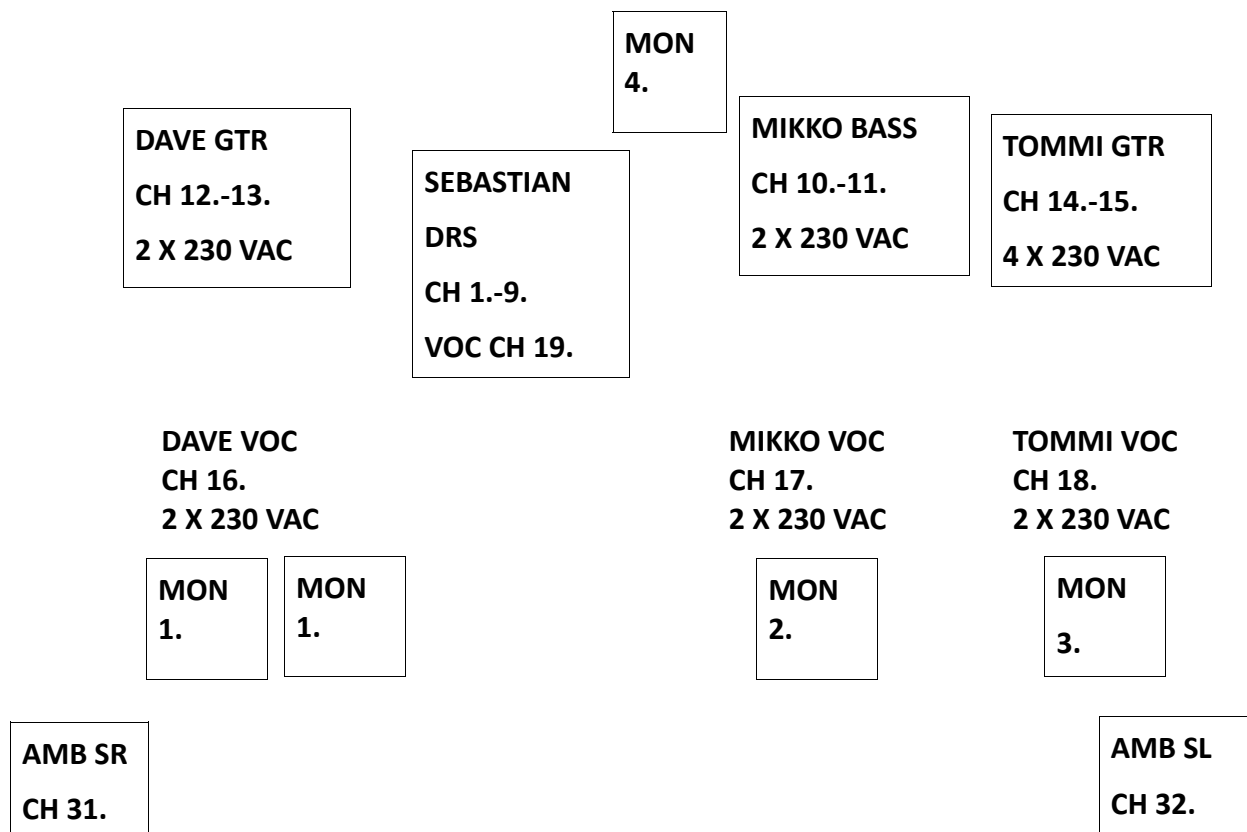 MON
4.
DAVE GTR
CH 12.-13.
2 X 230 VAC
SEBASTIAN
DRS
CH 1.-9.
VOC CH 19.
MIKKO BASS
CH 10.-11.
2 X 230 VAC
TOMMI GTR
CH 14.-15.
4 X 230 VAC
DAVE VOC
CH 16.
2 X 230 VAC
MIKKO VOC
CH 17.
2 X 230 VAC
TOMMI VOC
CH 18.
2 X 230 VAC
MON
1.
MON
1.
MON
2.
MON
3.
AMB SR
CH 31.
AMB SL
CH 32.